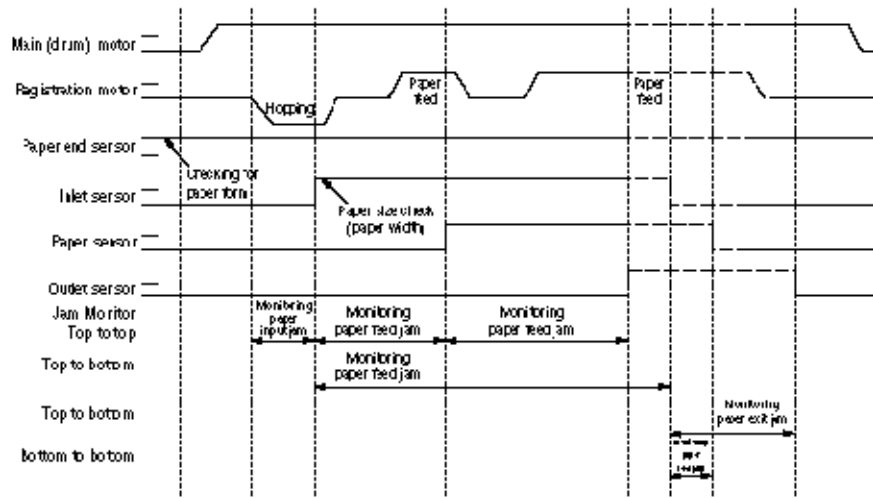 Main (drum) motor
Registration motor
Hopping
Paper
feed
Paper
feed
Paper end sensor
Checking for
paper form
Inlet sensor
Paper size check
(paper width)
Paper sensor
Outlet sensor
Jam Monitor
Top to top
Monitoring
paper
input jam
Monitoring
paper feed jam
Monitoring
paper feed jam
Top to bottom
Monitoring
paper feed jam
Top to bottom
Monitoring
paper exit jam
Bottom to bottom
paper